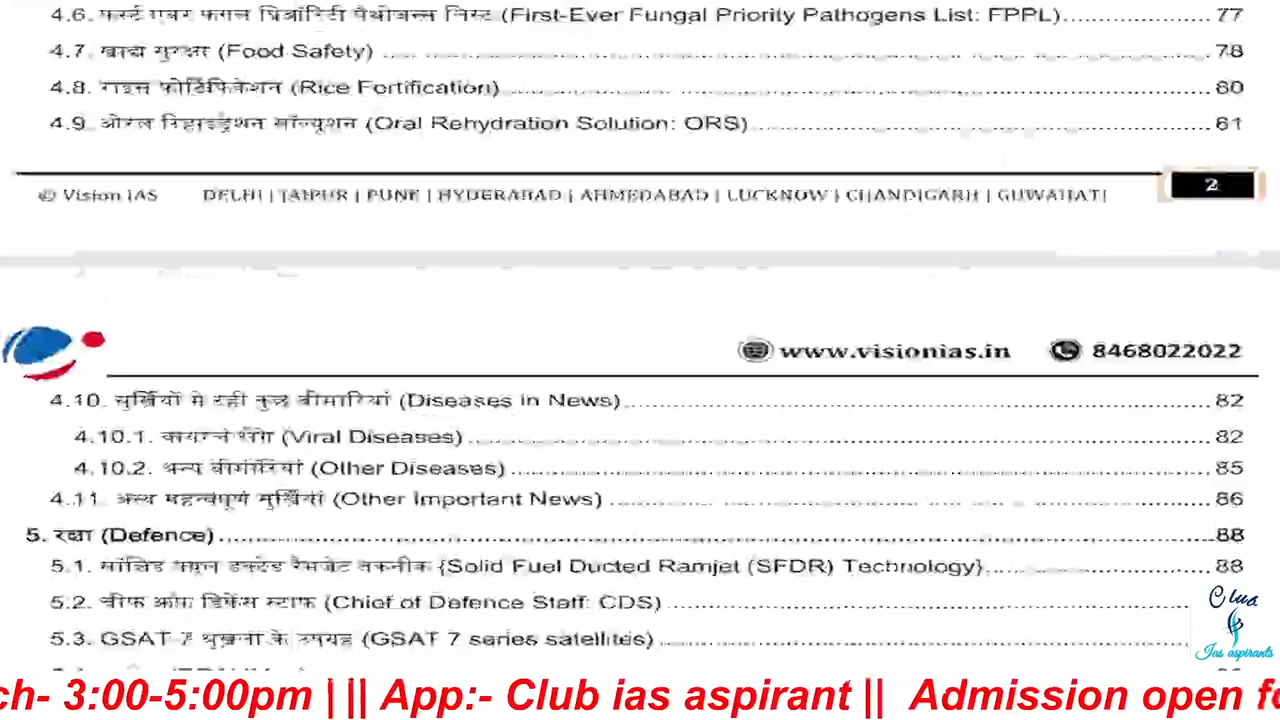 4.6. फर्स्ट एवर फंगल प्रिऑरिटी पैथोजन्स लिस्ट (First-Ever Fungal Priority Pathogens List: FPPL)..... 77
4.7. खाद्य सुरक्षा (Food Safety) ..... 78
4.8. राइस फोर्टिफिकेशन (Rice Fortification) ..... 80
4.9. ओरल रिहाइड्रेशन सॉल्यूशन (Oral Rehydration Solution: ORS) ..... 81
© Vision IAS DELHI | JAIPUR | PUNE | HYDERABAD | AHMEDABAD | LUCKNOW | CHANDIGARH | GUWAHATI 2
www.visionias.in 8468022022
4.10. सुर्खियों में रही कुछ बीमारियां (Diseases in News) ..... 82
4.10.1. वायरल रोग (Viral Diseases) ..... 82
4.10.2. अन्य बीमारियां (Other Diseases) ..... 85
4.11. अन्य महत्वपूर्ण सुर्खियां (Other Important News) ..... 86
5. रक्षा (Defence) ..... 88
5.1. सॉलिड फ्यूल डक्टेड रैमजेट तकनीक {Solid Fuel Ducted Ramjet (SFDR) Technology} ..... 88
5.2. चीफ ऑफ डिफेंस स्टाफ (Chief of Defence Staff: CDS) .....
5.3. GSAT 7 श्रृंखला के उपग्रह (GSAT 7 series satellites) .....
Club
Ias aspirants
ch- 3:00-5:00pm | || App:- Club ias aspirant || Admission open fo